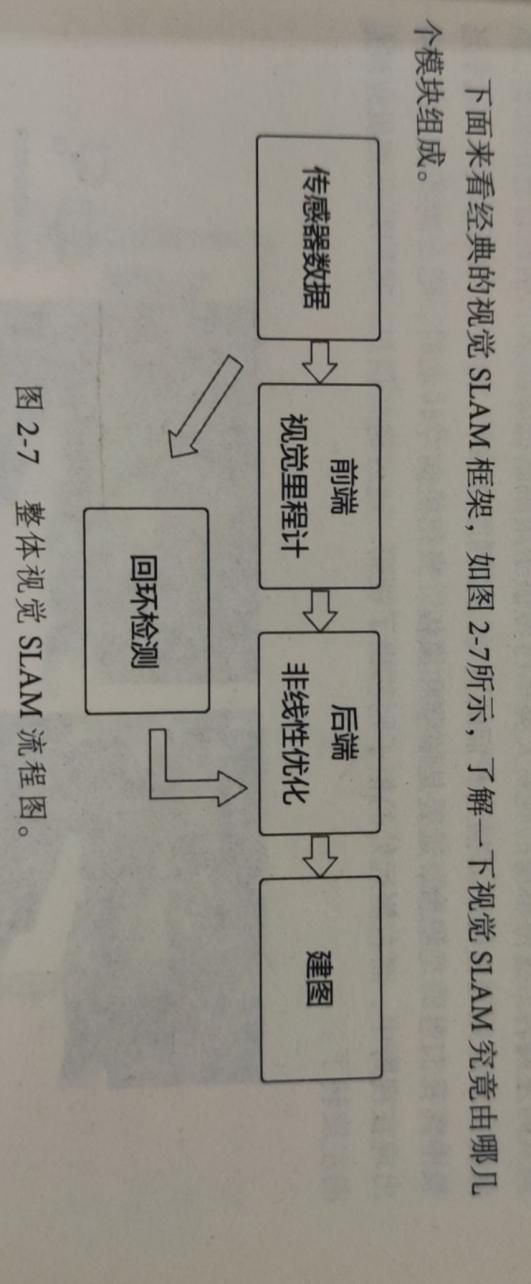 下面来看经典的视觉 SLAM 框架，如图 2-7所示，了解一下视觉 SLAM 究竟由哪几
个模块组成。
传感器数据
前端
视觉里程计
后端
非线性优化
建图
回环检测
图 2-7 整体视觉 SLAM 流程图。